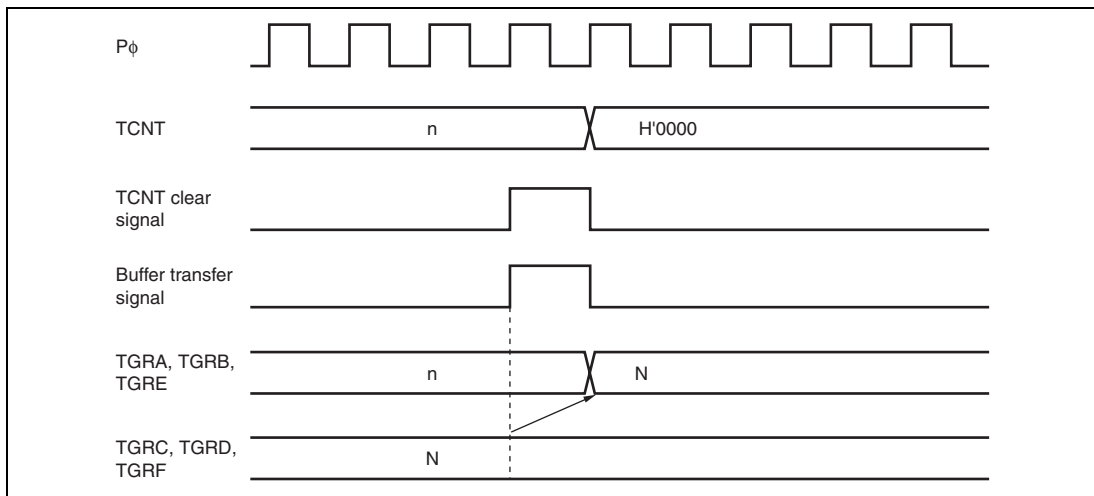 Pϕ
TCNT
n
H'0000
TCNT clear
signal
Buffer transfer
signal
TGRA, TGRB,
TGRE
n
N
TGRC, TGRD,
TGRF
N